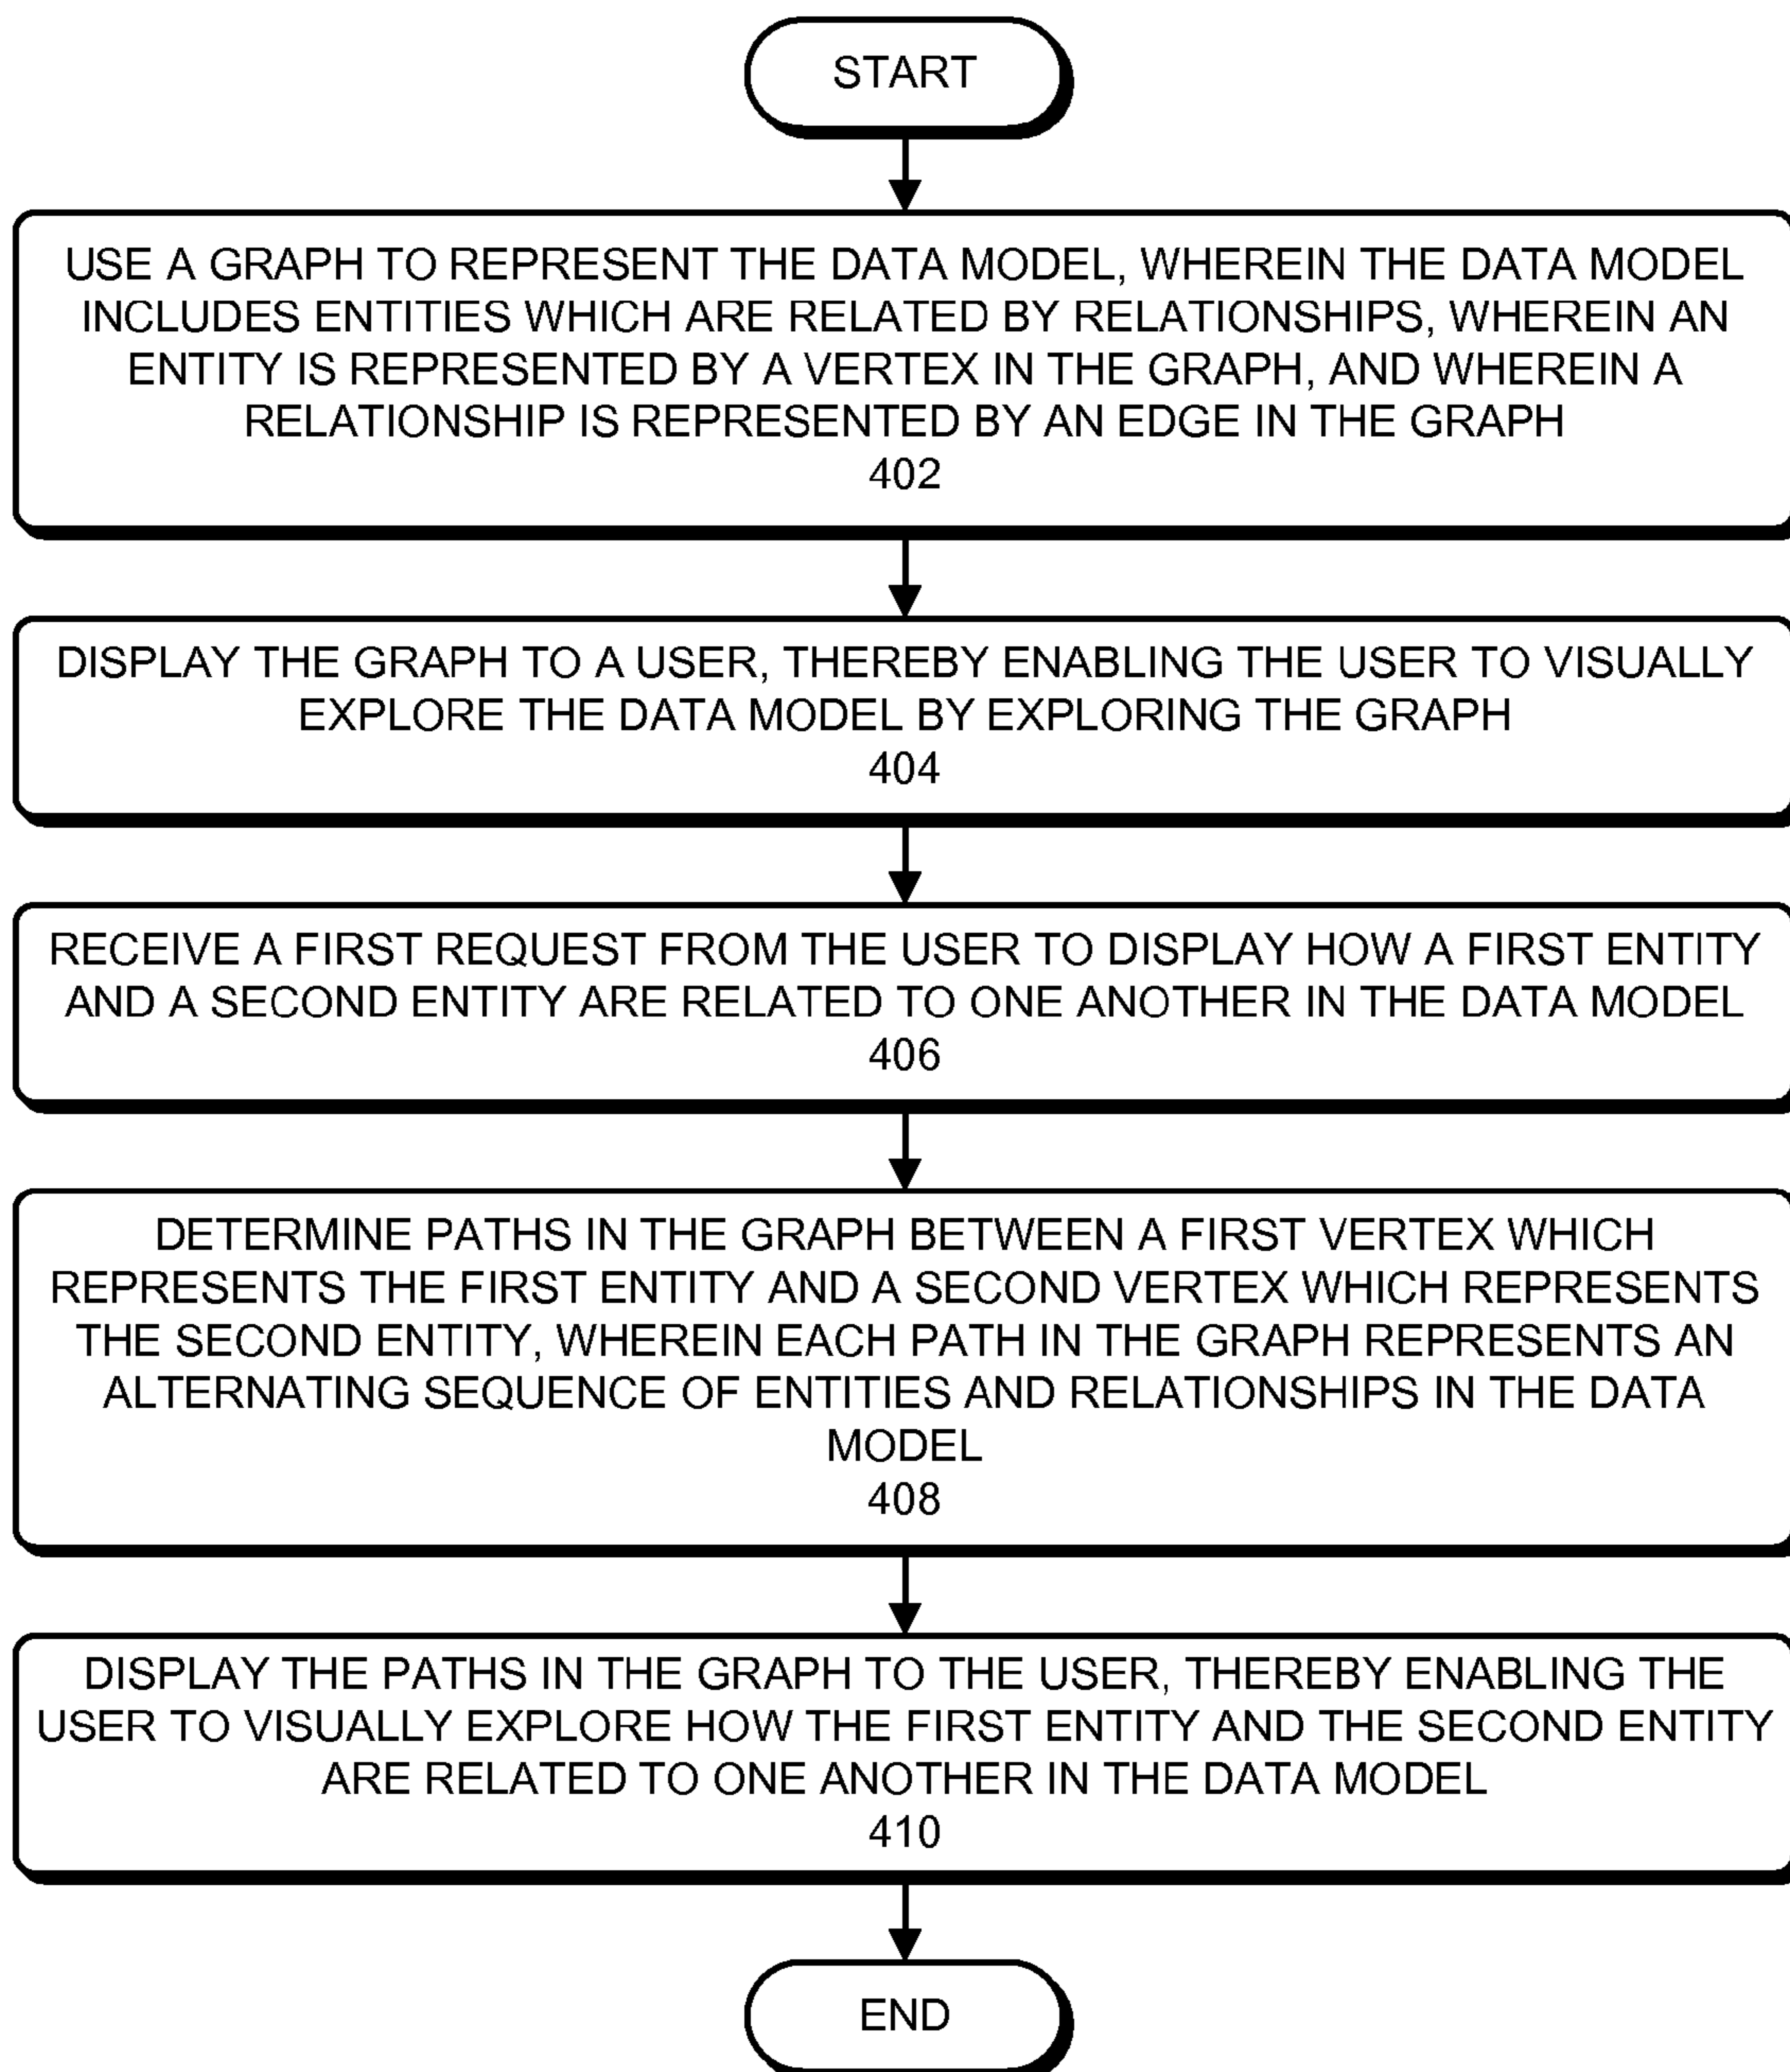 START
USE A GRAPH TO REPRESENT THE DATA MODEL, WHEREIN THE DATA MODEL
INCLUDES ENTITIES WHICH ARE RELATED BY RELATIONSHIPS, WHEREIN AN
ENTITY IS REPRESENTED BY A VERTEX IN THE GRAPH, AND WHEREIN A
RELATIONSHIP IS REPRESENTED BY AN EDGE IN THE GRAPH
402
DISPLAY THE GRAPH TO A USER, THEREBY ENABLING THE USER TO VISUALLY
EXPLORE THE DATA MODEL BY EXPLORING THE GRAPH
404
RECEIVE A FIRST REQUEST FROM THE USER TO DISPLAY HOW A FIRST ENTITY
AND A SECOND ENTITY ARE RELATED TO ONE ANOTHER IN THE DATA MODEL
406
DETERMINE PATHS IN THE GRAPH BETWEEN A FIRST VERTEX WHICH
REPRESENTS THE FIRST ENTITY AND A SECOND VERTEX WHICH REPRESENTS
THE SECOND ENTITY, WHEREIN EACH PATH IN THE GRAPH REPRESENTS AN
ALTERNATING SEQUENCE OF ENTITIES AND RELATIONSHIPS IN THE DATA
MODEL
408
DISPLAY THE PATHS IN THE GRAPH TO THE USER, THEREBY ENABLING THE
USER TO VISUALLY EXPLORE HOW THE FIRST ENTITY AND THE SECOND ENTITY
ARE RELATED TO ONE ANOTHER IN THE DATA MODEL
410
END